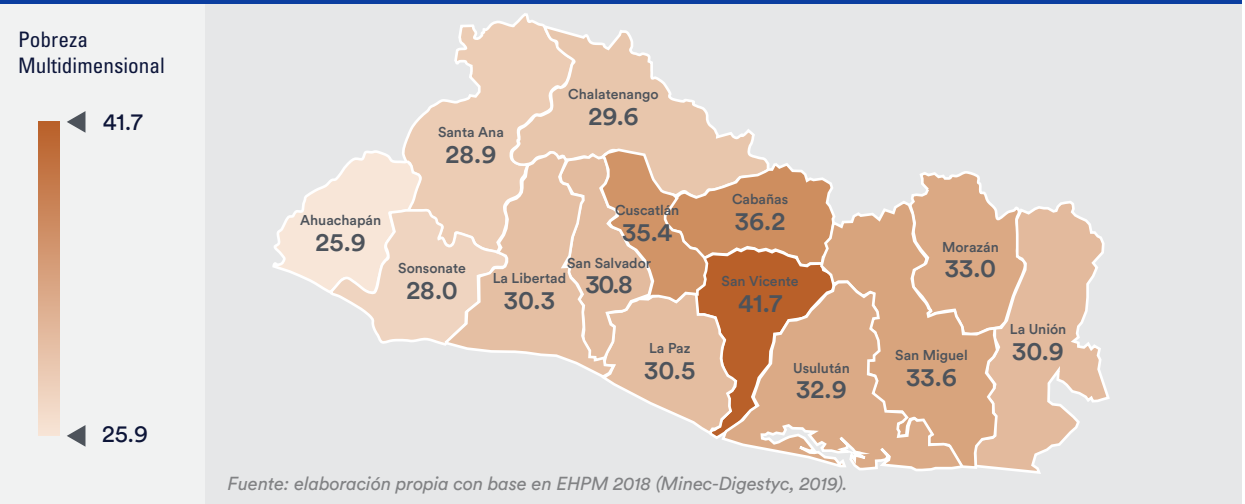 Pobreza
Multidimensional
41.7
25.9
Chalatenango
29.6
Santa Ana
28.9
Ahuachapán
25.9
Sonsonate
28.0
La Libertad
30.3
San Salvador
30.8
Cuscatlán
35.4
Cabañas
36.2
San Vicente
41.7
La Paz
30.5
Usulután
32.9
San Miguel
33.6
Morazán
33.0
La Unión
30.9
Fuente: elaboración propia con base en EHPM 2018 (Minec-Digestyc, 2019).